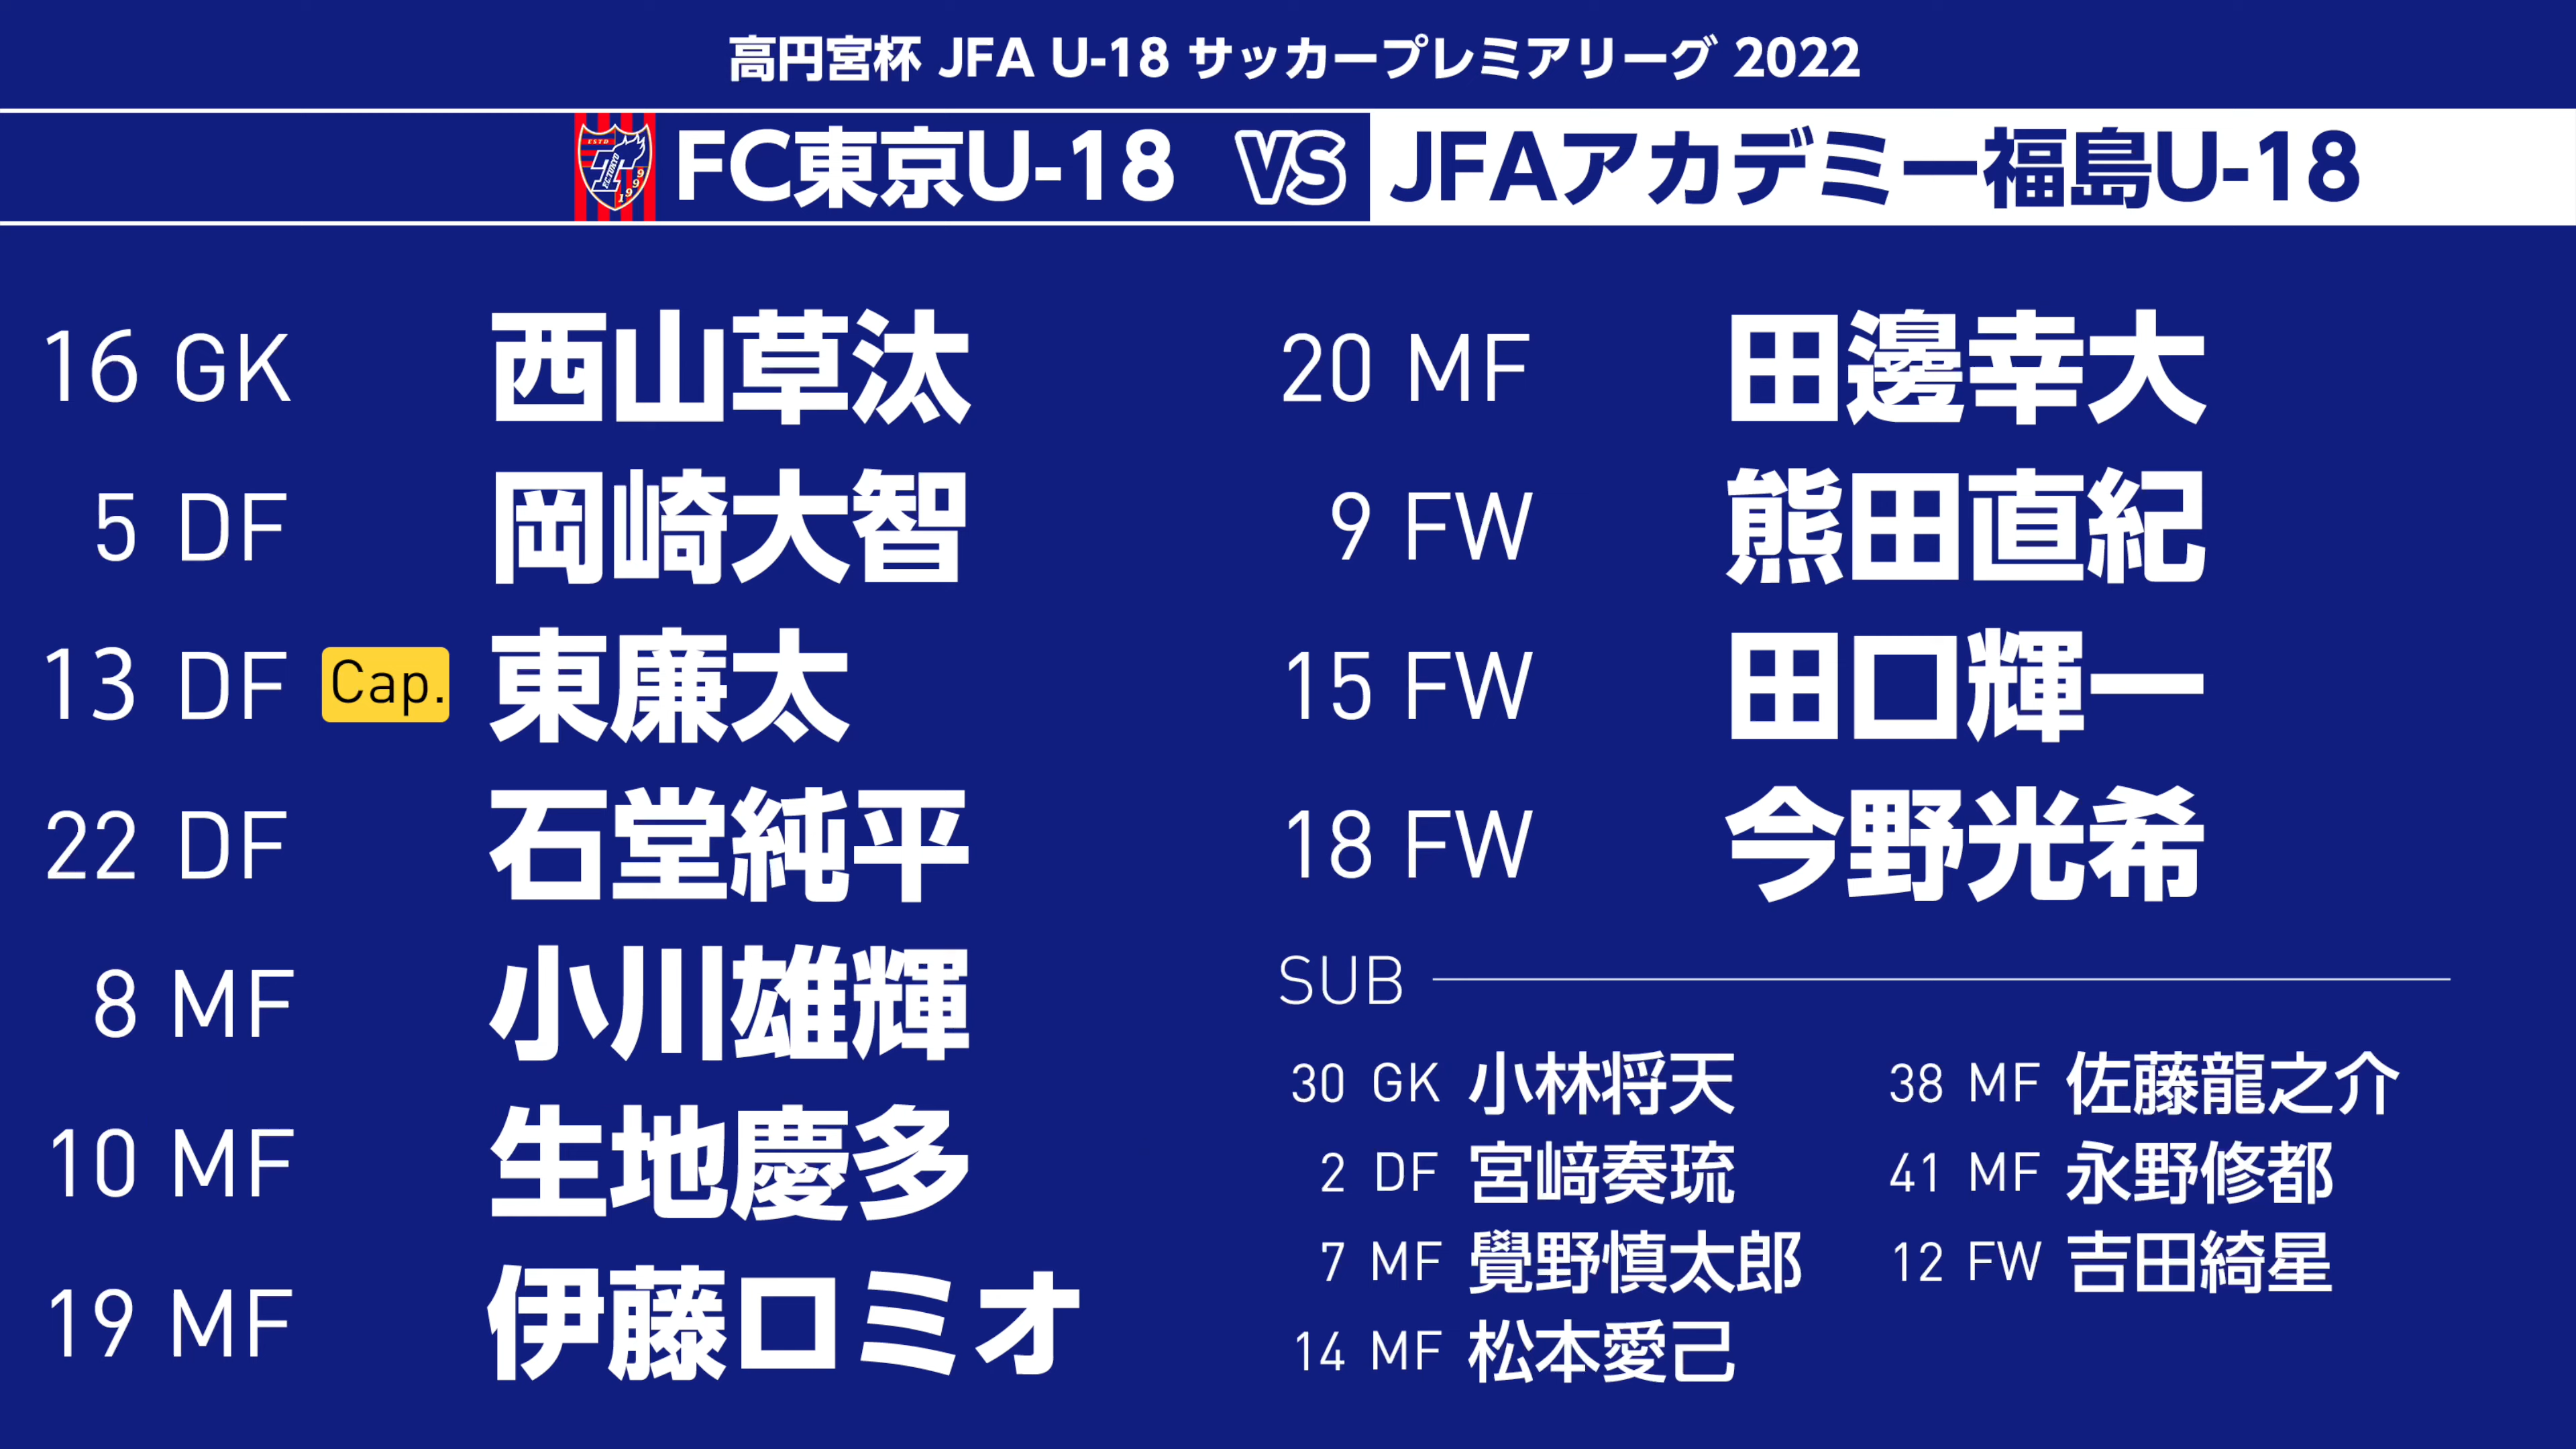 高円宮杯 JFA U-18 サッカープレミアリーグ 2022
FC東京U-18 VS JFAアカデミー福島U-18
16 GK 西山草汰
5 DF 岡崎大智
13 DF Cap. 東廉太
22 DF 石堂純平
8 MF 小川雄輝
10 MF 生地慶多
19 MF 伊藤ロミオ
20 MF 田邊幸大
9 FW 熊田直紀
15 FW 田口輝一
18 FW 今野光希
SUB
30 GK 小林将天
2 DF 宮﨑奏琉
7 MF 覺野慎太郎
14 MF 松本愛己
38 MF 佐藤龍之介
41 MF 永野修都
12 FW 吉田綺星